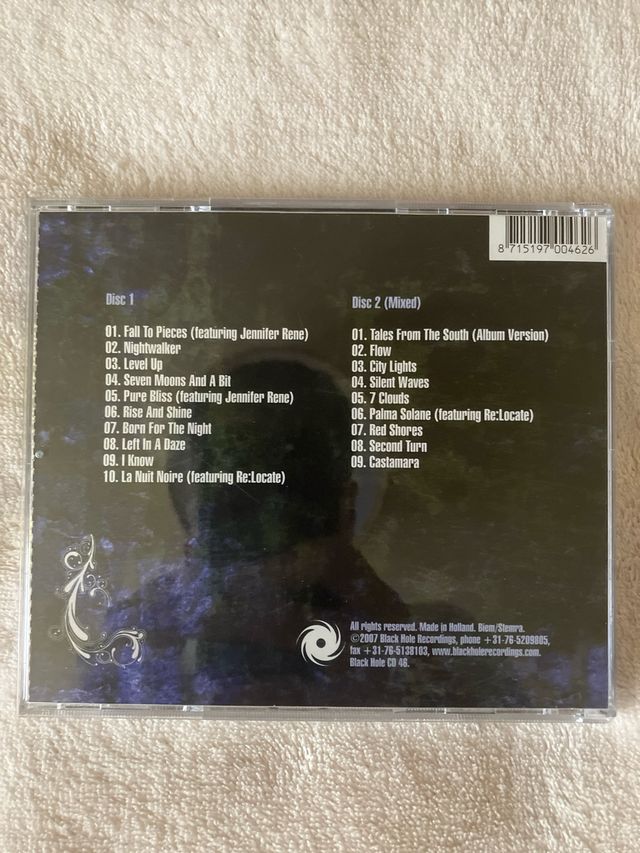 8 715197 004626
Disc 1
01. Fall To Pieces (featuring Jennifer Rene)
02. Nightwalker
03. Level Up
04. Seven Moons And A Bit
05. Pure Bliss (featuring Jennifer Rene)
06. Rise And Shine
07. Born For The Night
08. Left In A Daze
09. I Know
10. La Nuit Noire (featuring Re:Locate)
Disc 2 (Mixed)
01. Tales From The South (Album Version)
02. Flow
03. City Lights
04. Silent Waves
05. 7 Clouds
06. Palma Solane (featuring Re:Locate)
07. Red Shores
08. Second Turn
09. Castamara
All rights reserved. Made in Holland. Biem/Stemra.
©2007 Black Hole Recordings, phone +31-76-5209805,
fax +31-76-5138103, www.blackholerecordings.com.
Black Hole CD 46.